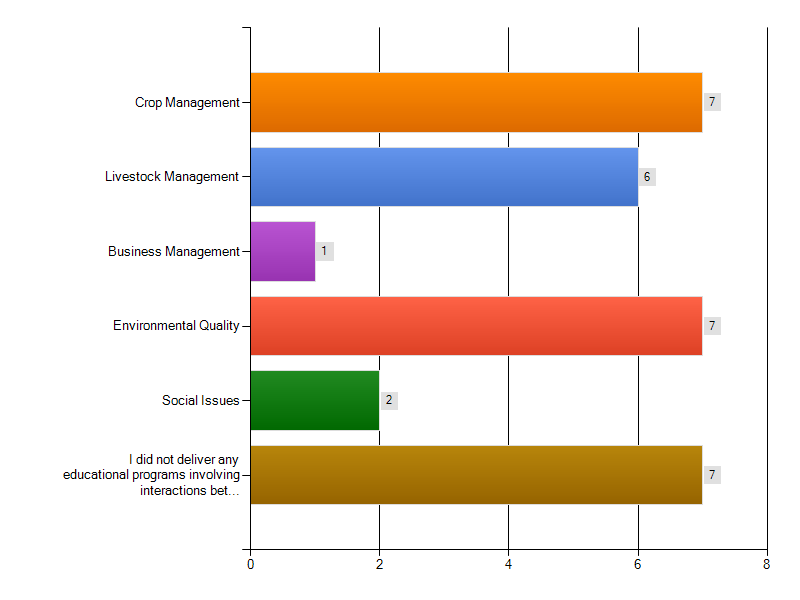 Crop Management
7
Livestock Management
6
Business Management
1
Environmental Quality
7
Social Issues
2
I did not deliver any
educational programs involving
interactions bet...
7
0 2 4 6 8